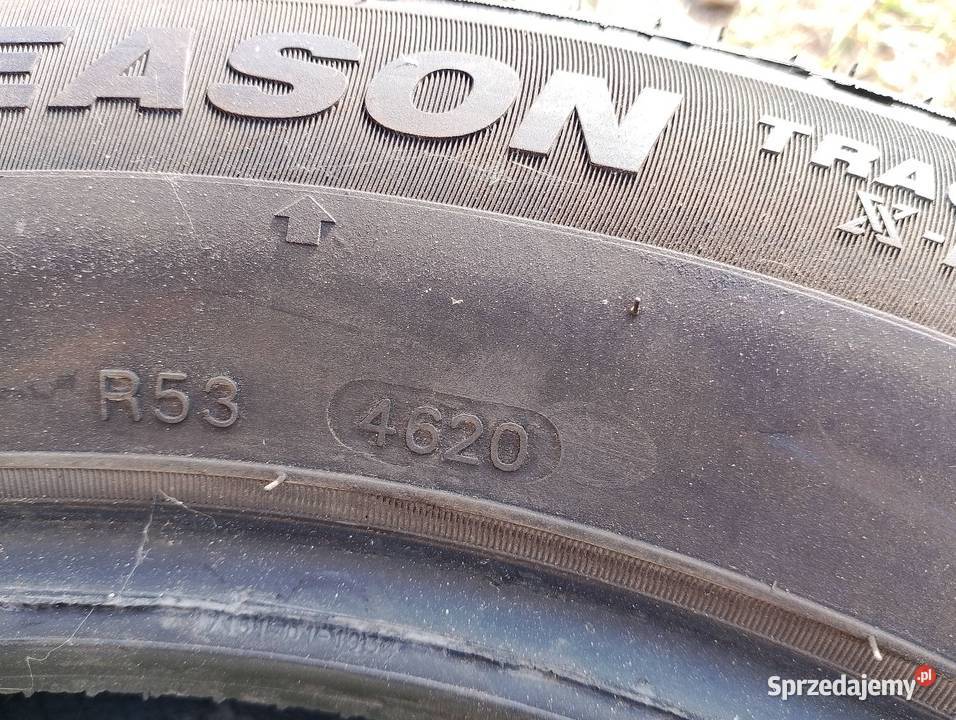 EASON TRA
X-
R53 4620
Sprzedajemy.pl